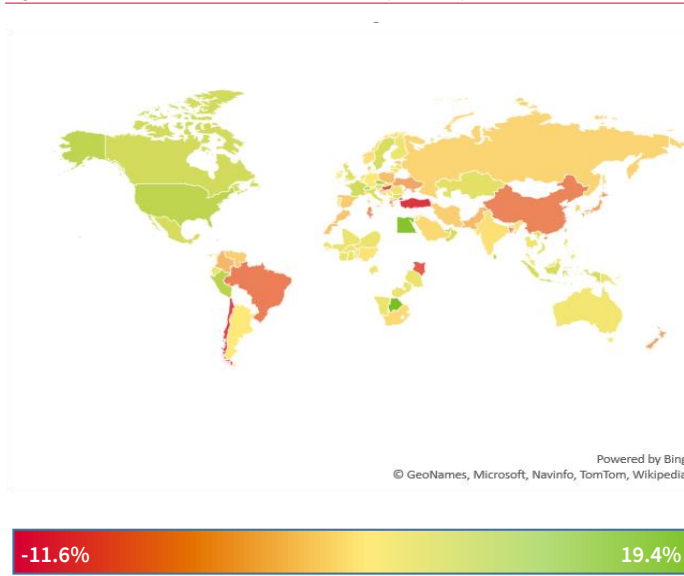 Powered by Bing
© GeoNames, Microsoft, Navinfo, TomTom, Wikipedia
-11.6% 19.4%